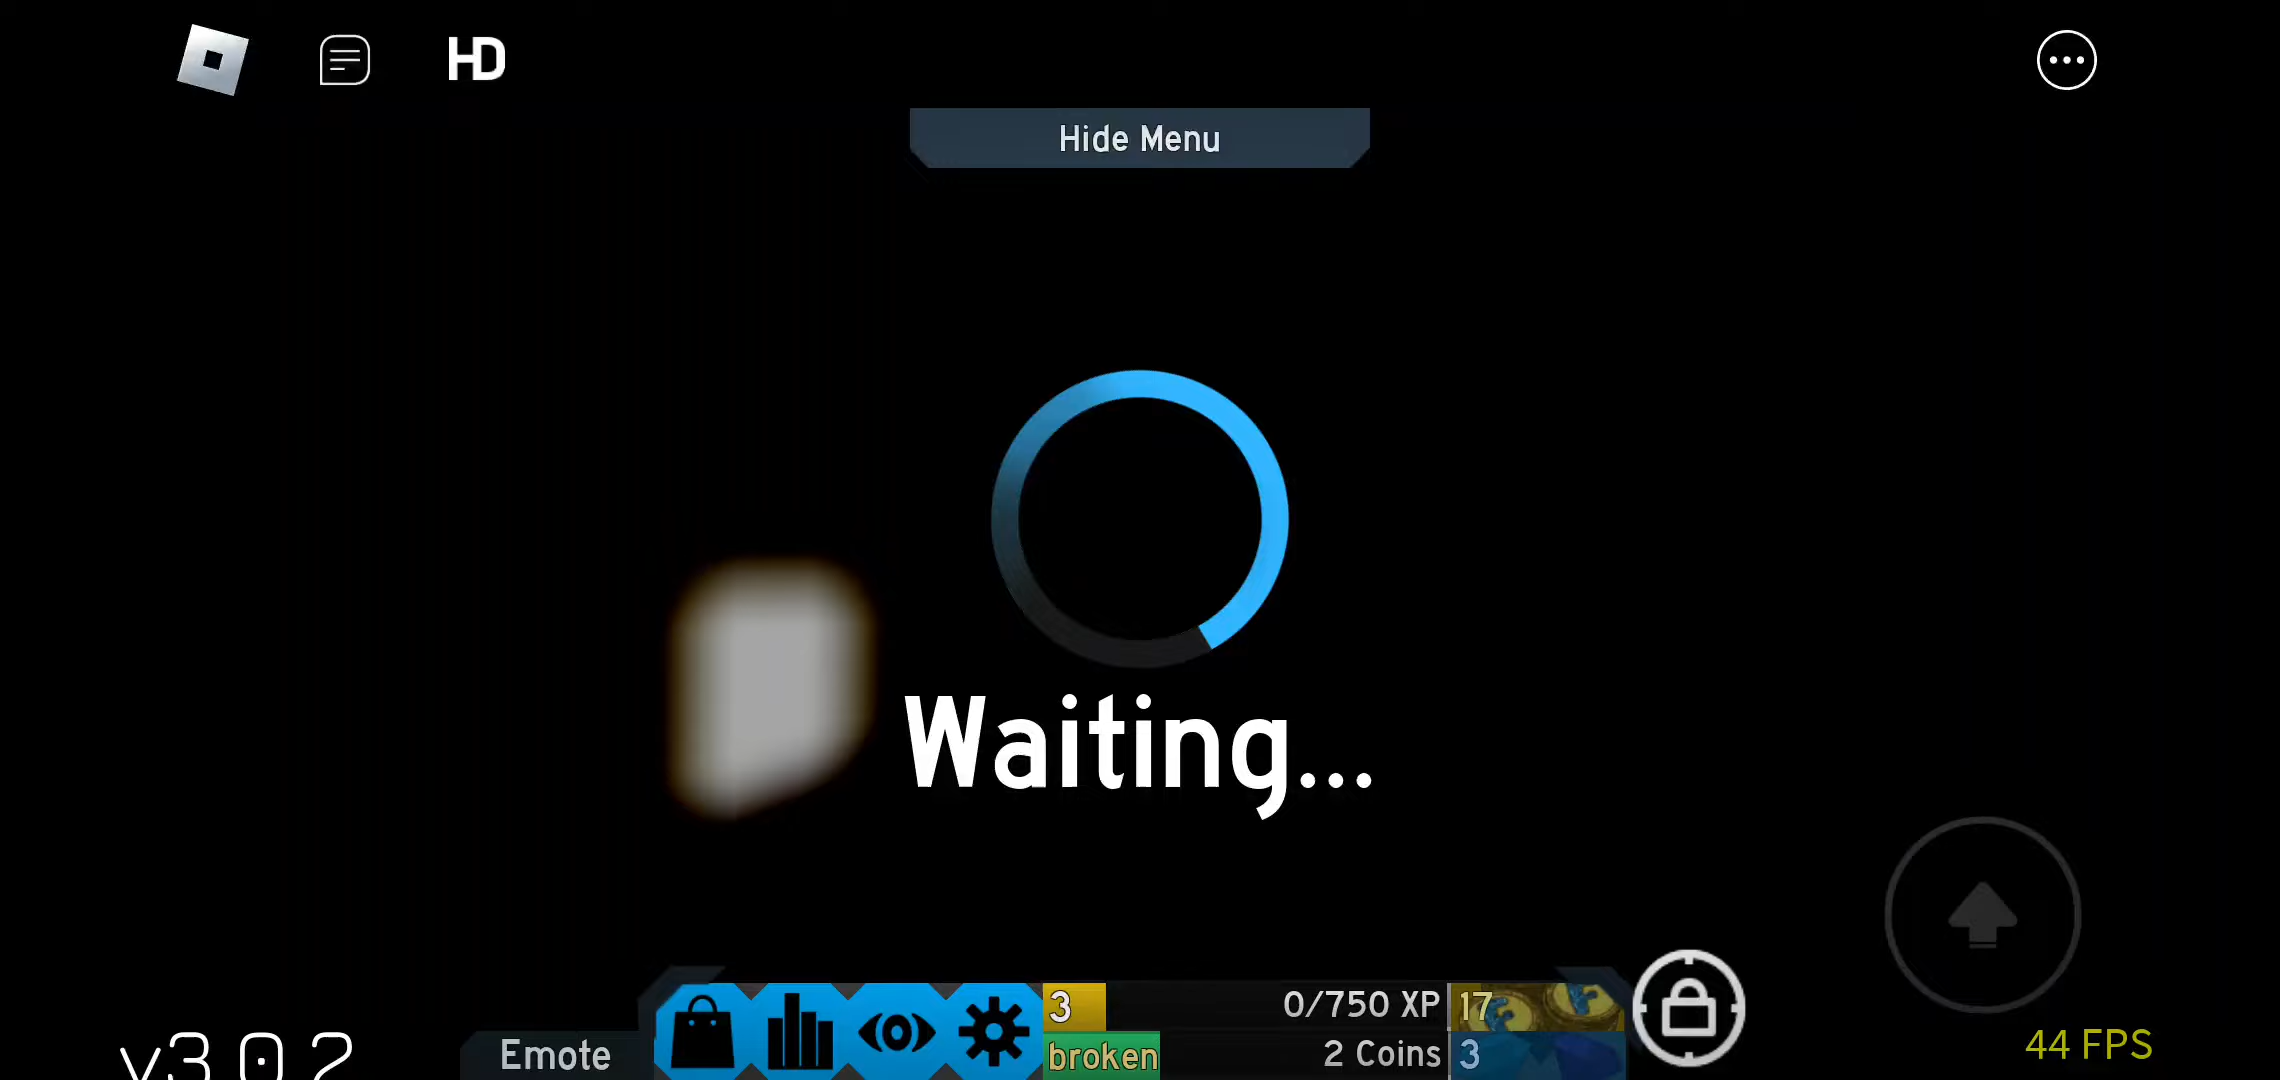 HD
Hide Menu
Waiting...
3
0/750 XP
17
broken
2 Coins
3
Emote
v3.0.2
44 FPS